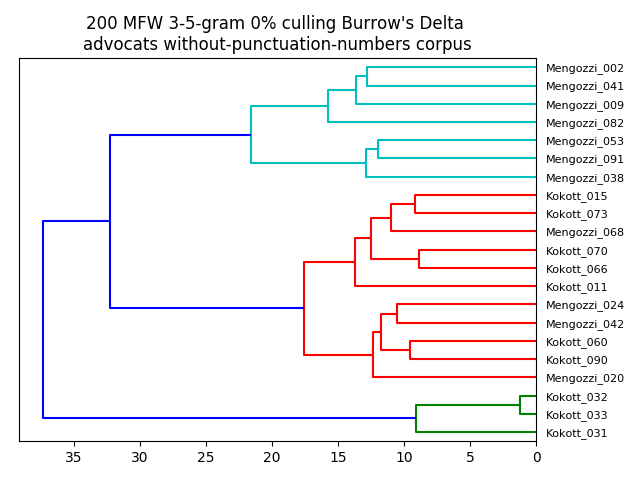 200 MFW 3-5-gram 0% culling Burrow's Delta
advocats without-punctuation-numbers corpus
Mengozzi_002
Mengozzi_041
Mengozzi_009
Mengozzi_082
Mengozzi_053
Mengozzi_091
Mengozzi_038
Kokott_015
Kokott_073
Mengozzi_068
Kokott_070
Kokott_066
Kokott_011
Mengozzi_024
Mengozzi_042
Kokott_060
Kokott_090
Mengozzi_020
Kokott_032
Kokott_033
Kokott_031
35 30 25 20 15 10 5 0